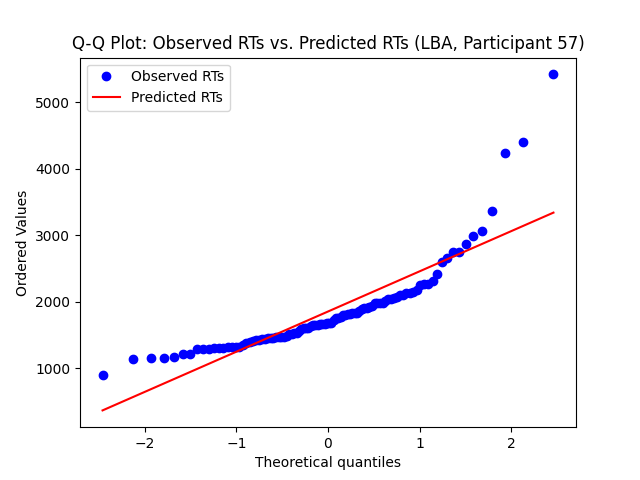 Q-Q Plot: Observed RTs vs. Predicted RTs (LBA, Participant 57)
Observed RTs
Predicted RTs
5000
4000
3000
2000
1000
Ordered Values
−2
−1
0
1
2
Theoretical quantiles